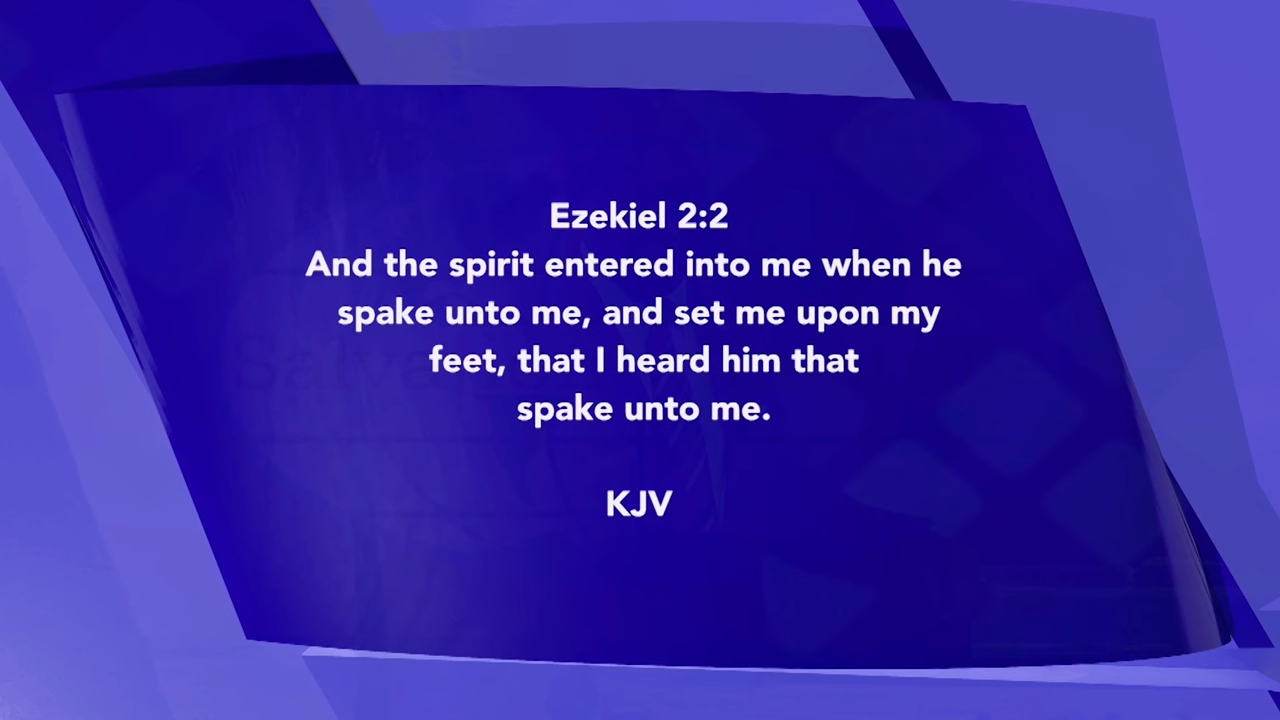 Ezekiel 2:2
And the spirit entered into me when he
spake unto me, and set me upon my
feet, that I heard him that
spake unto me.
KJV